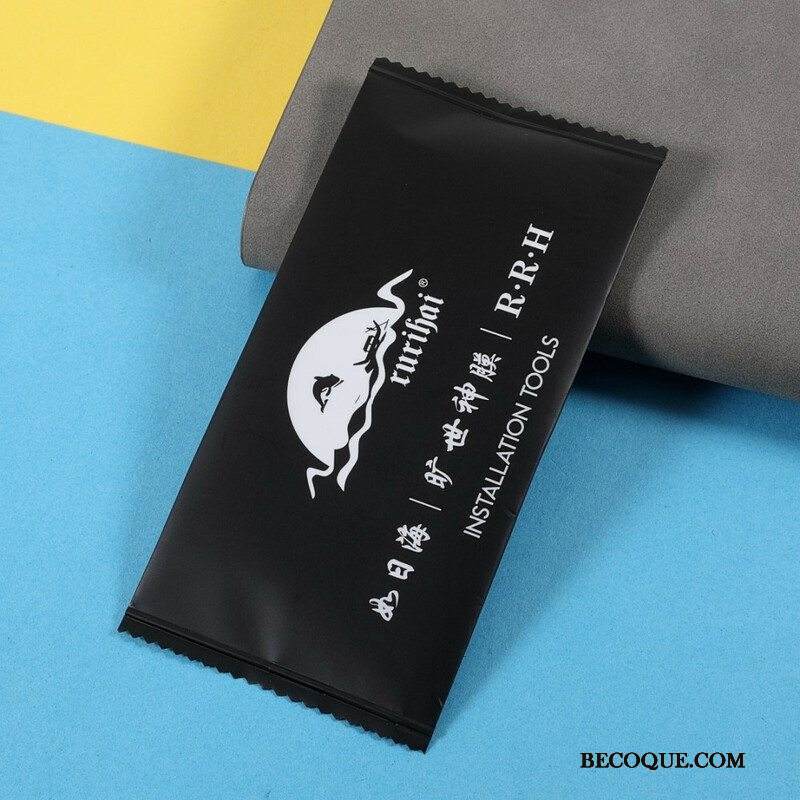 rurihai®
如日海 | 旷世神膜 | R·R·H
INSTALLATION TOOLS
BECOQUE.COM